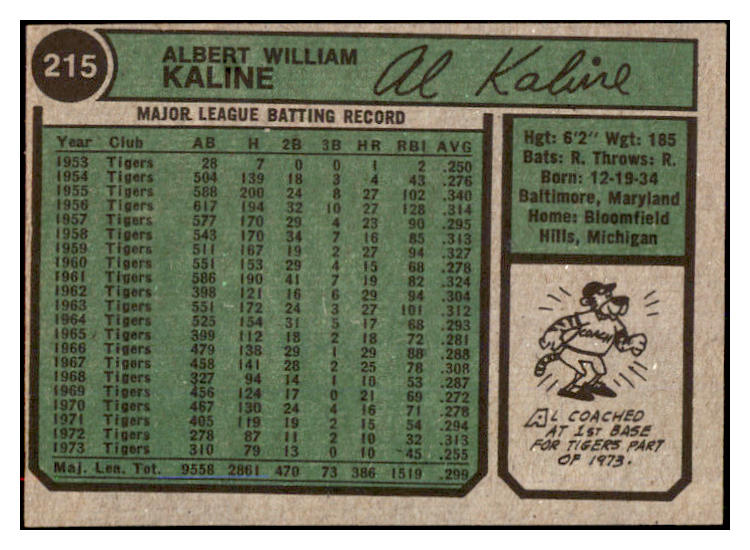 215
ALBERT WILLIAM
KALINE
Al Kaline
MAJOR LEAGUE BATTING RECORD
Year Club AB H 2B 3B HR RBI AVG
1953 Tigers 28 7 0 0 1 2 .250
1954 Tigers 504 139 18 3 4 43 .276
1955 Tigers 588 200 24 8 27 102 .340
1956 Tigers 617 194 32 10 27 128 .314
1957 Tigers 577 170 29 4 23 90 .295
1958 Tigers 543 170 34 7 16 85 .313
1959 Tigers 511 167 19 2 27 94 .327
1960 Tigers 551 153 29 4 15 68 .278
1961 Tigers 586 190 41 7 19 82 .324
1962 Tigers 398 121 16 6 29 94 .304
1963 Tigers 551 172 24 3 27 101 .312
1964 Tigers 525 154 31 5 17 68 .293
1965 Tigers 399 112 18 2 18 72 .281
1966 Tigers 479 138 29 1 29 88 .288
1967 Tigers 458 141 28 2 25 78 .308
1968 Tigers 327 94 14 1 10 53 .287
1969 Tigers 456 124 17 0 21 69 .272
1970 Tigers 467 130 24 4 16 71 .278
1971 Tigers 405 119 19 2 15 54 .294
1972 Tigers 278 87 11 2 10 32 .313
1973 Tigers 310 79 13 0 10 45 .255
Maj. Lea. Tot. 9558 2861 470 73 386 1519 .299
Hgt: 6'2" Wgt: 185
Bats: R. Throws: R.
Born: 12-19-34
Baltimore, Maryland
Home: Bloomfield
Hills, Michigan
COACH
AL COACHED
AT 1ST BASE
FOR TIGERS PART
OF 1973.